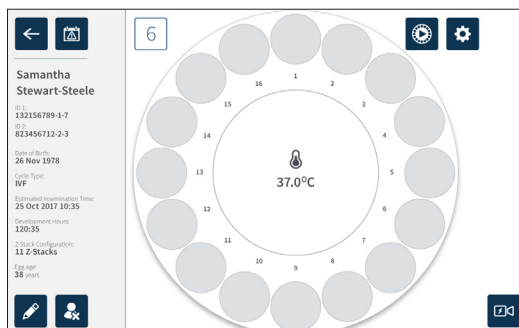 6
Samantha
Stewart-Steele
ID 1:
132156789-1-7
ID 2:
823456712-2-3
Date of Birth:
26 Nov 1978
Cycle Type:
IVF
Estimated Insemination Time:
25 Oct 2017 10:35
Development Hours:
120:35
Z-Stack Configuration:
11 Z-Stacks
Egg age:
38 years
1
2
3
4
5
6
7
8
9
10
11
12
13
14
15
16
37.0°C